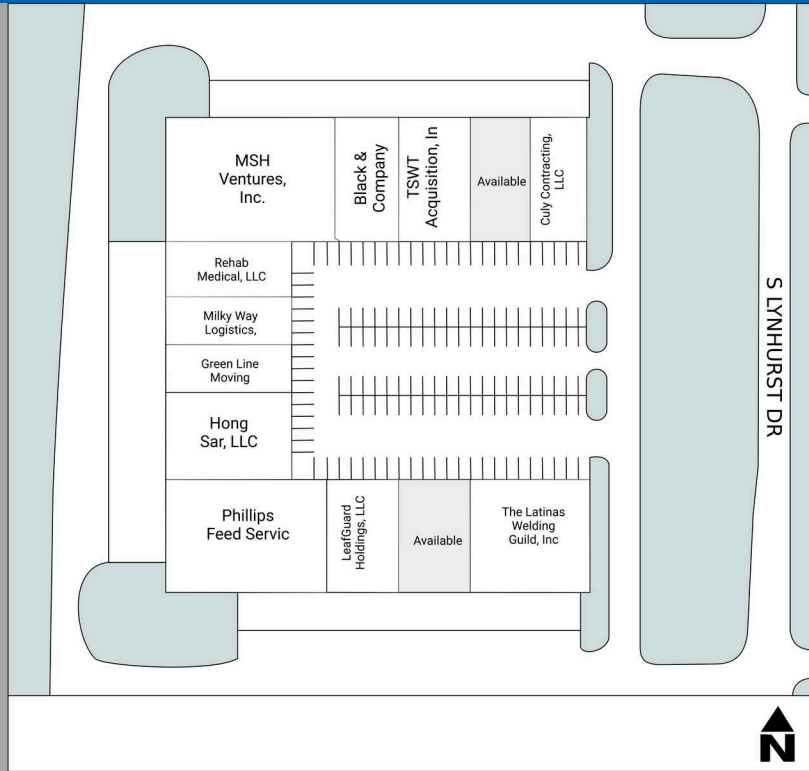 MSH
Ventures,
Inc.
Black &
Company
TSWT
Acquisition, In
Available
Culy Contracting,
LLC
Rehab
Medical, LLC
Milky Way
Logistics,
Green Line
Moving
Hong
Sar, LLC
Phillips
Feed Servic
LeafGuard
Holdings, LLC
Available
The Latinas
Welding
Guild, Inc
S LYNHURST DR
N